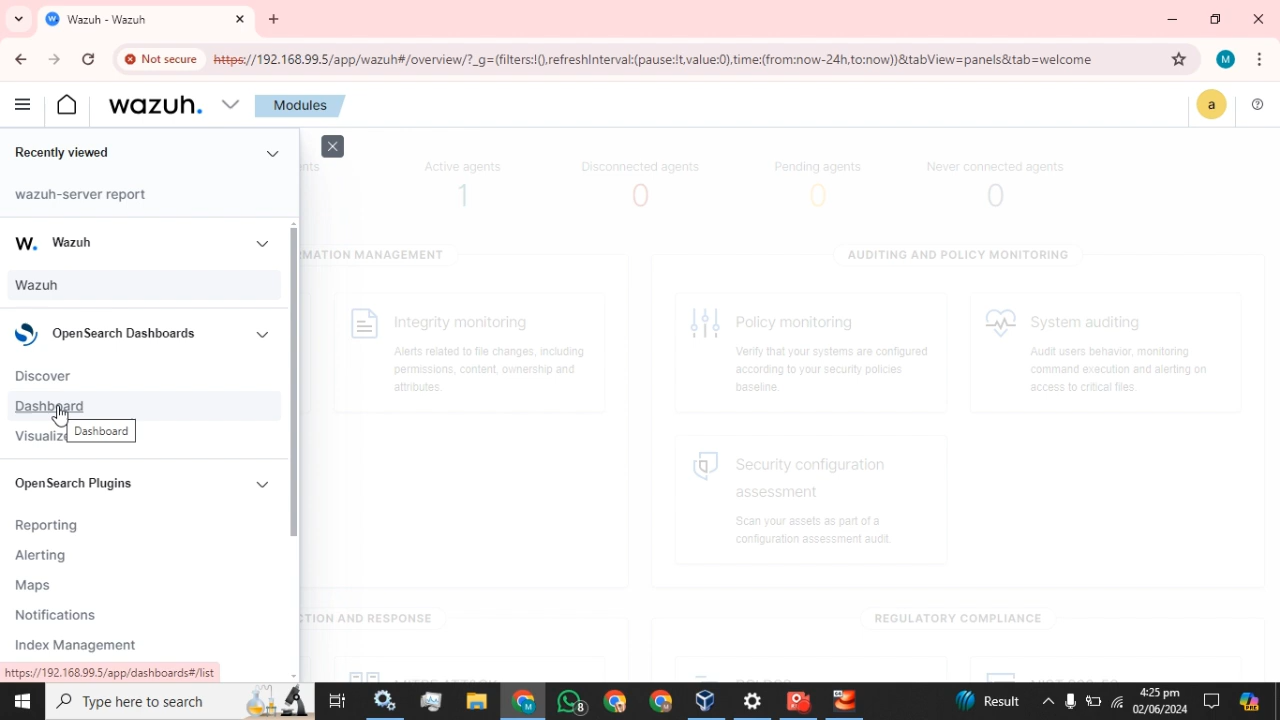 Wazuh - Wazuh
Not secure https://192.168.99.5/app/wazuh#/overview/?_g=(filters:!(),refreshInterval:(pause:!t,value:0),time:(from:now-24h,to:now))&tabView=panels&tab=welcome
M
wazuh.
Modules
a
Recently viewed
wazuh-server report
W. Wazuh
Wazuh
OpenSearch Dashboards
Discover
Dashboard
Dashboard
Visualize
OpenSearch Plugins
Reporting
Alerting
Maps
Notifications
Index Management
https://192.168.99.5/app/dashboards#/list
Active agents
1
Disconnected agents
0
Pending agents
0
Never connected agents
0
Integrity monitoring
Alerts related to file changes, including
permissions, content, ownership and
attributes.
AUDITING AND POLICY MONITORING
Policy monitoring
Verify that your systems are configured
according to your security policies
baseline.
System auditing
Audit users behavior, monitoring
command execution and alerting on
access to critical files.
Security configuration
assessment
Scan your assets as part of a
configuration assessment audit.
REGULATORY COMPLIANCE
Type here to search
8
Result
4:25 pm
02/06/2024